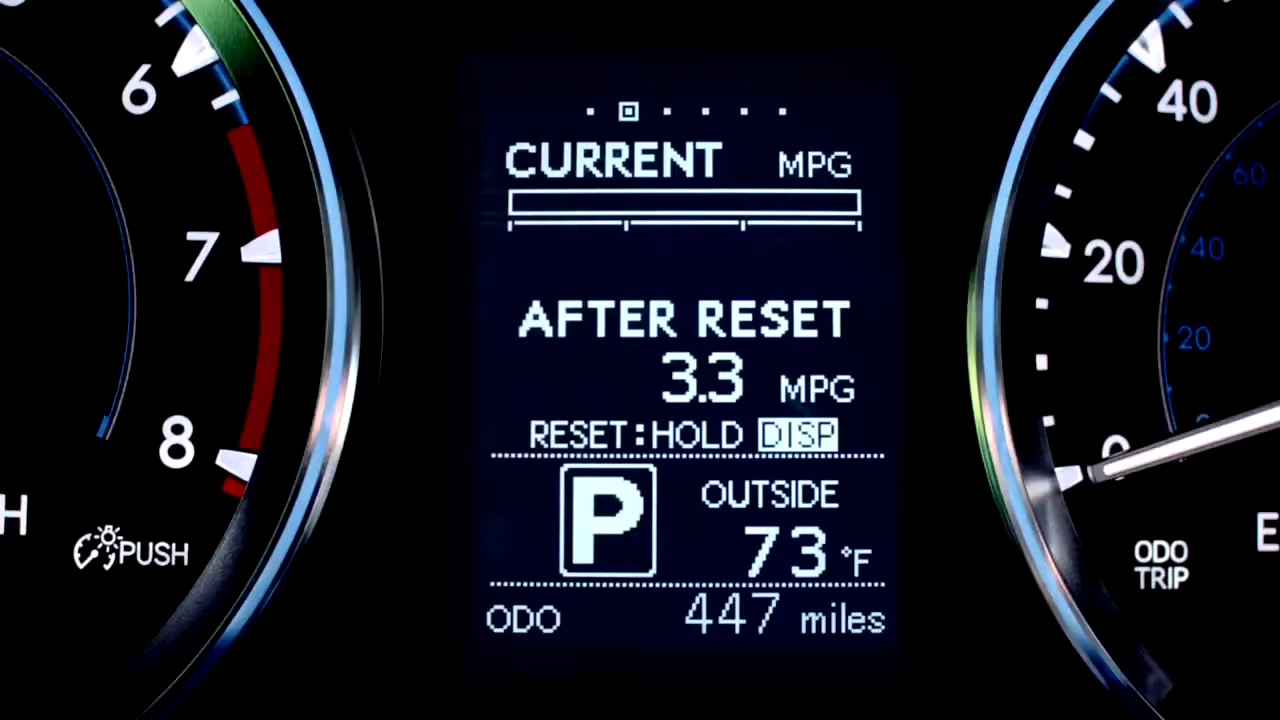 6
7
8
H
PUSH
CURRENT MPG
AFTER RESET
3.3 MPG
RESET:HOLD DISP
P
OUTSIDE
73 °F
ODO 447 miles
40
20
0
60
40
20
0
ODO
TRIP
E